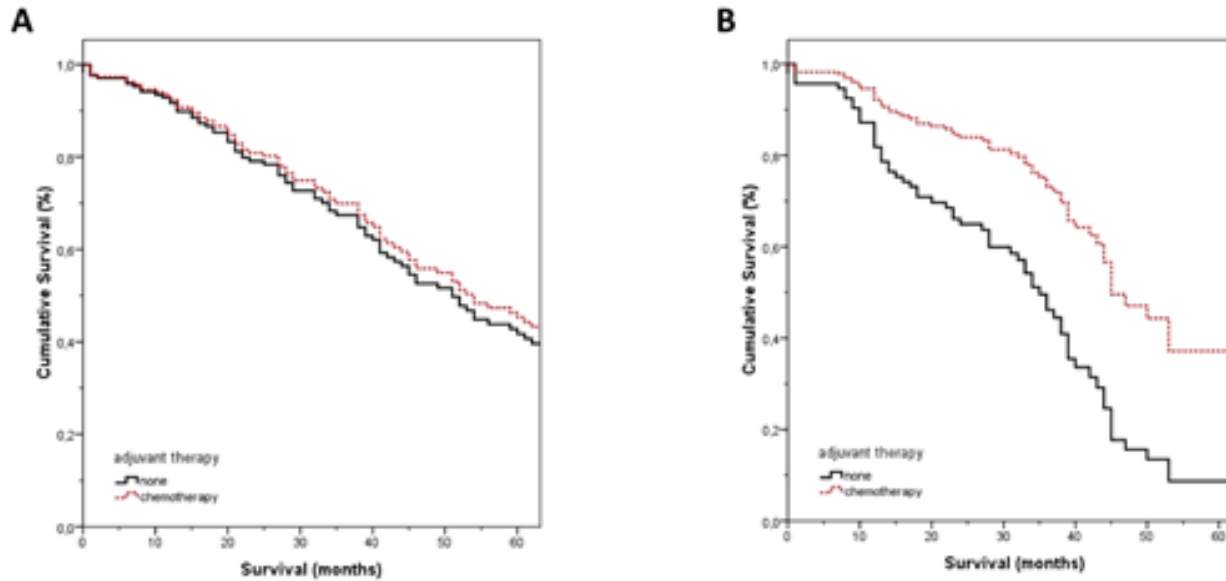 A
Cumulative Survival (%)
1,0
0,8
0,6
0,4
0,2
0,0
adjuvant therapy
none
chemotherapy
0 10 20 30 40 50 60
Survival (months)
B
Cumulative Survival (%)
1,0
0,8
0,6
0,4
0,2
0,0
adjuvant therapy
none
chemotherapy
0 10 20 30 40 50 60
Survival (months)